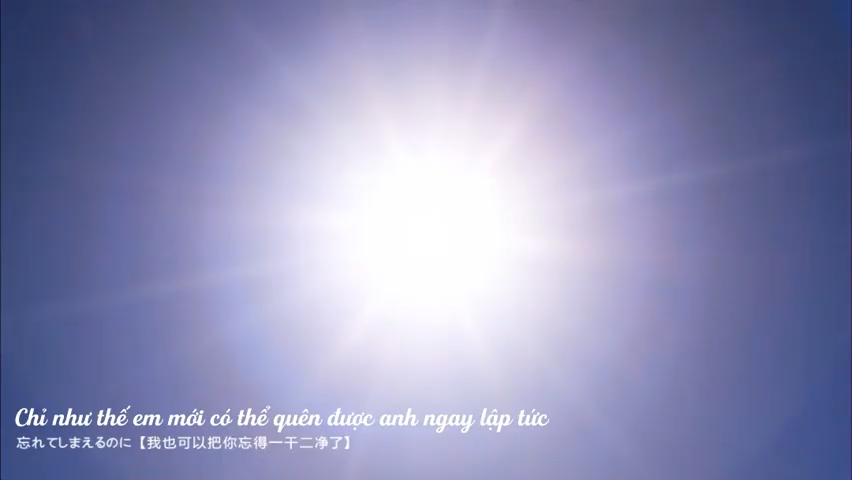 Chỉ như thế em mới có thể quên được anh ngay lập tức
忘れてしまえるのに【我也可以把你忘得一干二净了】